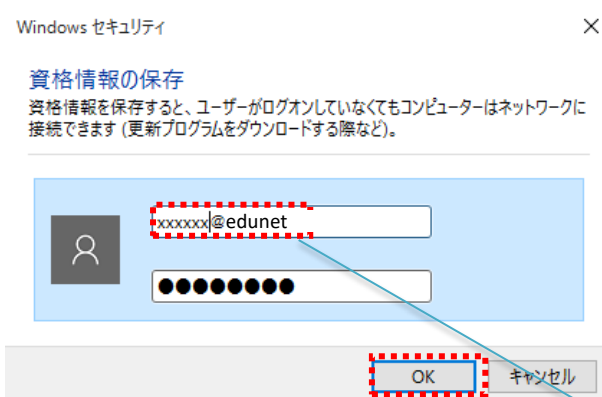 Windows セキュリティ
資格情報の保存
資格情報を保存すると、ユーザーがログオンしていなくてもコンピューターはネットワークに
接続できます (更新プログラムをダウンロードする際など)。
xxxxxx@edunet
●●●●●●●●
OK
キャンセル